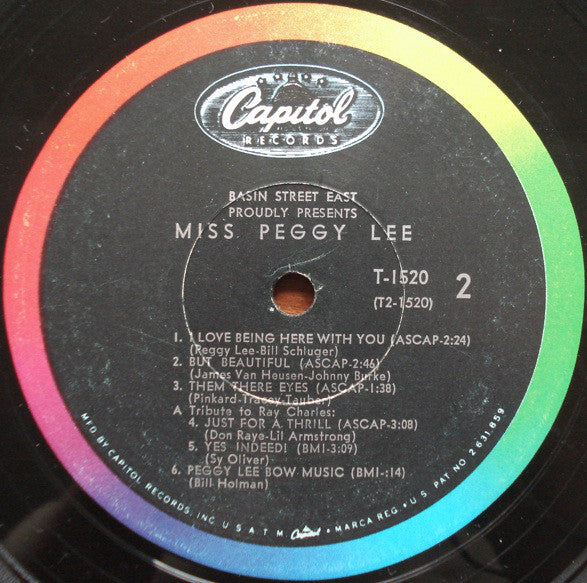 Capitol
RECORDS
BASIN STREET EAST
PROUDLY PRESENTS
MISS PEGGY LEE
T-1520
(T2-1520)
2
1. I LOVE BEING HERE WITH YOU (ASCAP-2:24)
(Peggy Lee-Bill Schluger)
2. BUT BEAUTIFUL (ASCAP-2:46)
(James Van Heusen-Johnny Burke)
3. THEM THERE EYES (ASCAP-1:38)
(Pinkard-Tracey-Tauber)
A Tribute to Ray Charles:
4. JUST FOR A THRILL (ASCAP-3:08)
(Don Raye-Lil Armstrong)
5. YES INDEED! (BMI-3:09)
(Sy Oliver)
6. PEGGY LEE BOW MUSIC (BMI-:14)
(Bill Holman)
MFD BY CAPITOL RECORDS, INC U S A T M Capitol MARCA REG. • U S PAT NO 2 631 859